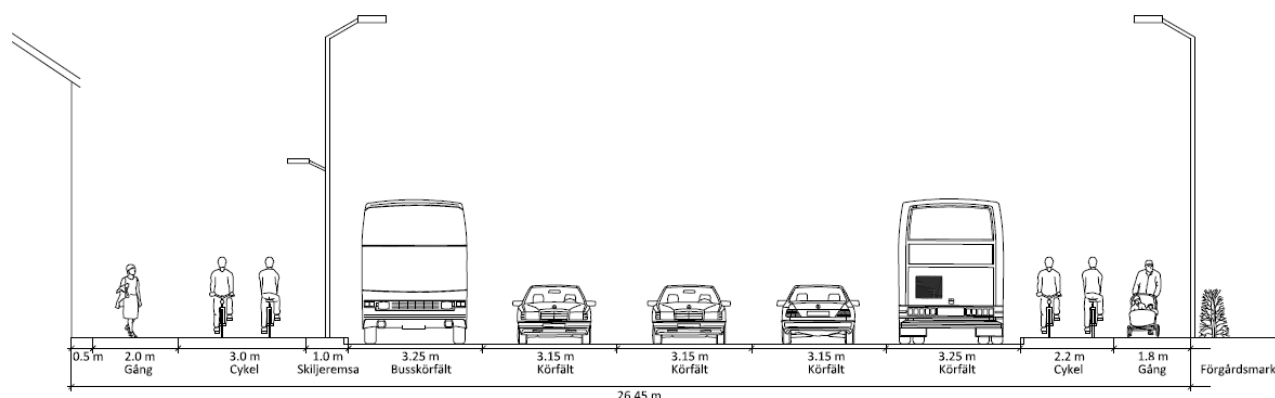 0.5 m 2.0 m 3.0 m 1.0 m 3.25 m 3.15 m 3.15 m 3.15 m 3.25 m 2.2 m 1.8 m
Gång Cykel Skiljeremsa Busskörfält Körfält Körfält Körfält Körfält Cykel Gång Förgårdsmark
26.45 m